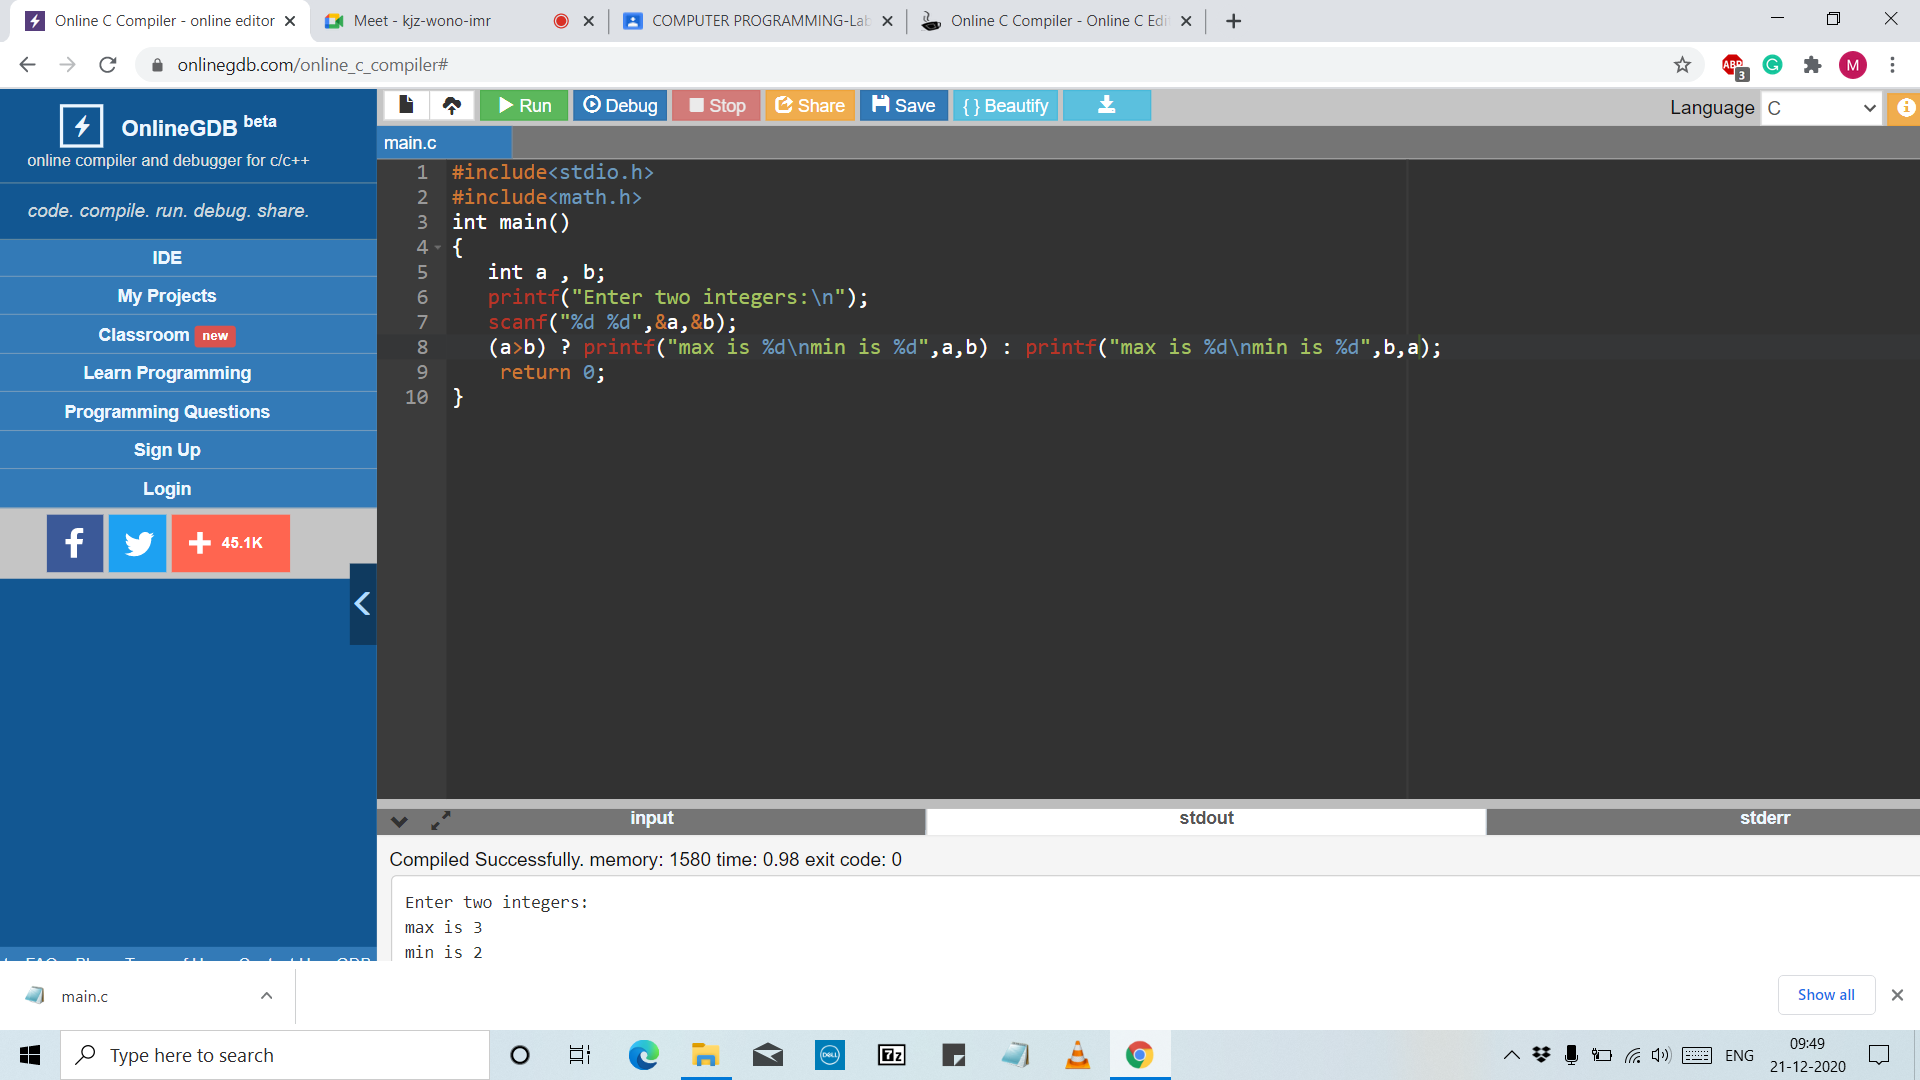 Online C Compiler - online editor
Meet - kjz-wono-imr
COMPUTER PROGRAMMING-Lab
Online C Compiler - Online C Edi
onlinegdb.com/online_c_compiler#
ABP
3
G
M
OnlineGDB beta
online compiler and debugger for c/c++
code. compile. run. debug. share.
IDE
My Projects
Classroom new
Learn Programming
Programming Questions
Sign Up
Login
45.1K
Run
Debug
Stop
Share
Save
{ } Beautify
Language C
main.c
1 #include<stdio.h>
2 #include<math.h>
3 int main()
4 {
5 int a , b;
6 printf("Enter two integers:\n");
7 scanf("%d %d",&a,&b);
8 (a>b) ? printf("max is %d\nmin is %d",a,b) : printf("max is %d\nmin is %d",b,a);
9 return 0;
10 }
input
stdout
stderr
Compiled Successfully. memory: 1580 time: 0.98 exit code: 0
Enter two integers:
max is 3
min is 2
main.c
Show all
Type here to search
DELL
7z
ENG
09:49
21-12-2020